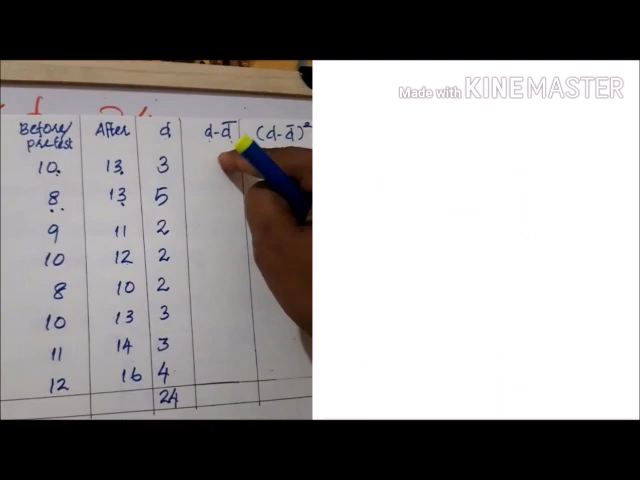 Made with KINEMASTER
Before/ After d d-d̄ (d-d̄)²
pretest
10 13 3
8 13 5
9 11 2
10 12 2
8 10 2
10 13 3
11 14 3
12 16 4
24